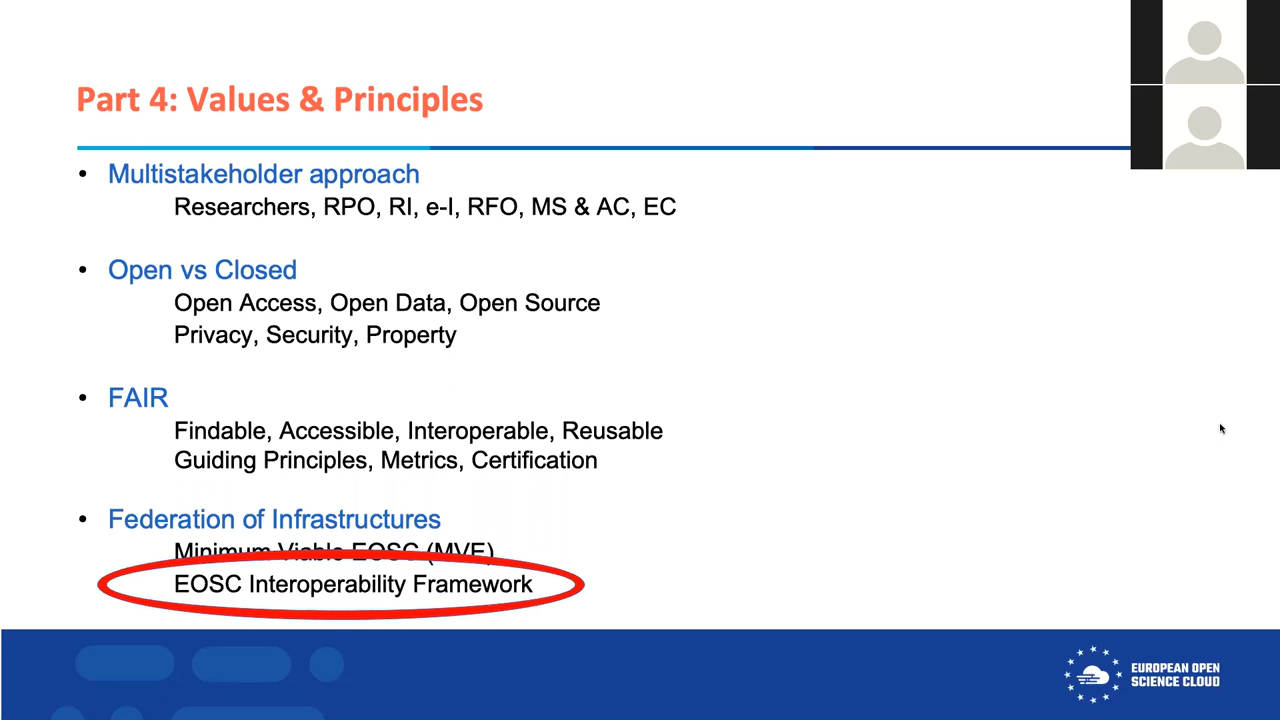 Part 4: Values & Principles
• Multistakeholder approach
Researchers, RPO, RI, e-I, RFO, MS & AC, EC
• Open vs Closed
Open Access, Open Data, Open Source
Privacy, Security, Property
• FAIR
Findable, Accessible, Interoperable, Reusable
Guiding Principles, Metrics, Certification
• Federation of Infrastructures
Minimum Viable EOSC (MVE)
EOSC Interoperability Framework
EUROPEAN OPEN
SCIENCE CLOUD